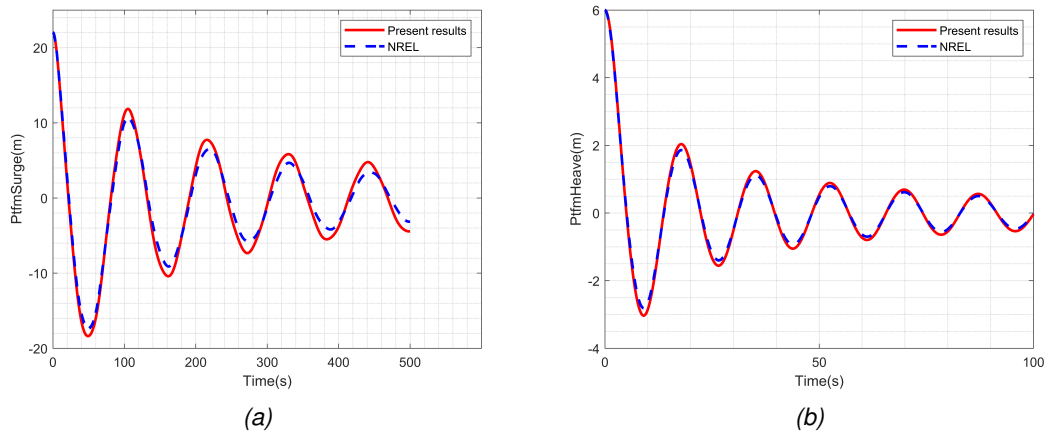 Present results
NREL
20
10
0
-10
-20
PtfmSurge(m)
0
100
200
300
400
500
Time(s)
(a)
Present results
NREL
6
4
2
0
-2
-4
PtfmHeave(m)
0
50
100
Time(s)
(b)